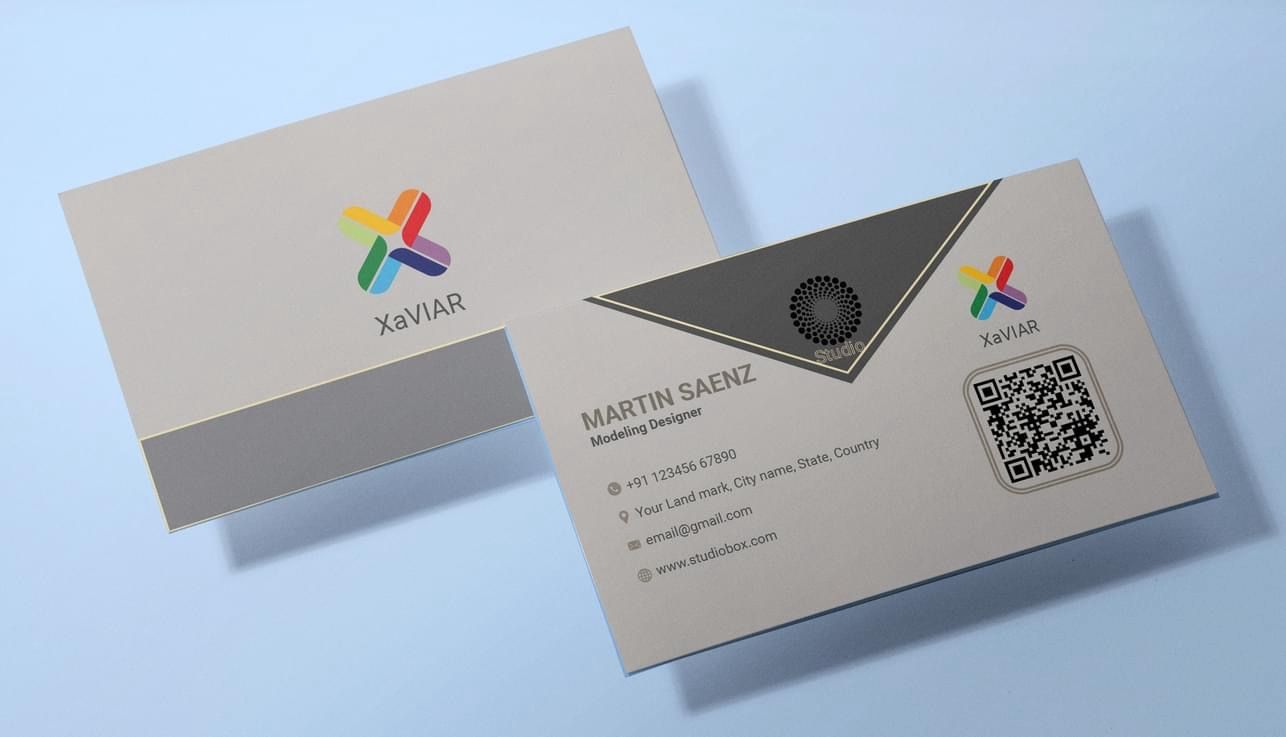 XaVIAR
Studio
XaVIAR
MARTIN SAENZ
Modeling Designer
+91 123456 67890
Your Land mark, City name, State, Country
email@gmail.com
www.studiobox.com